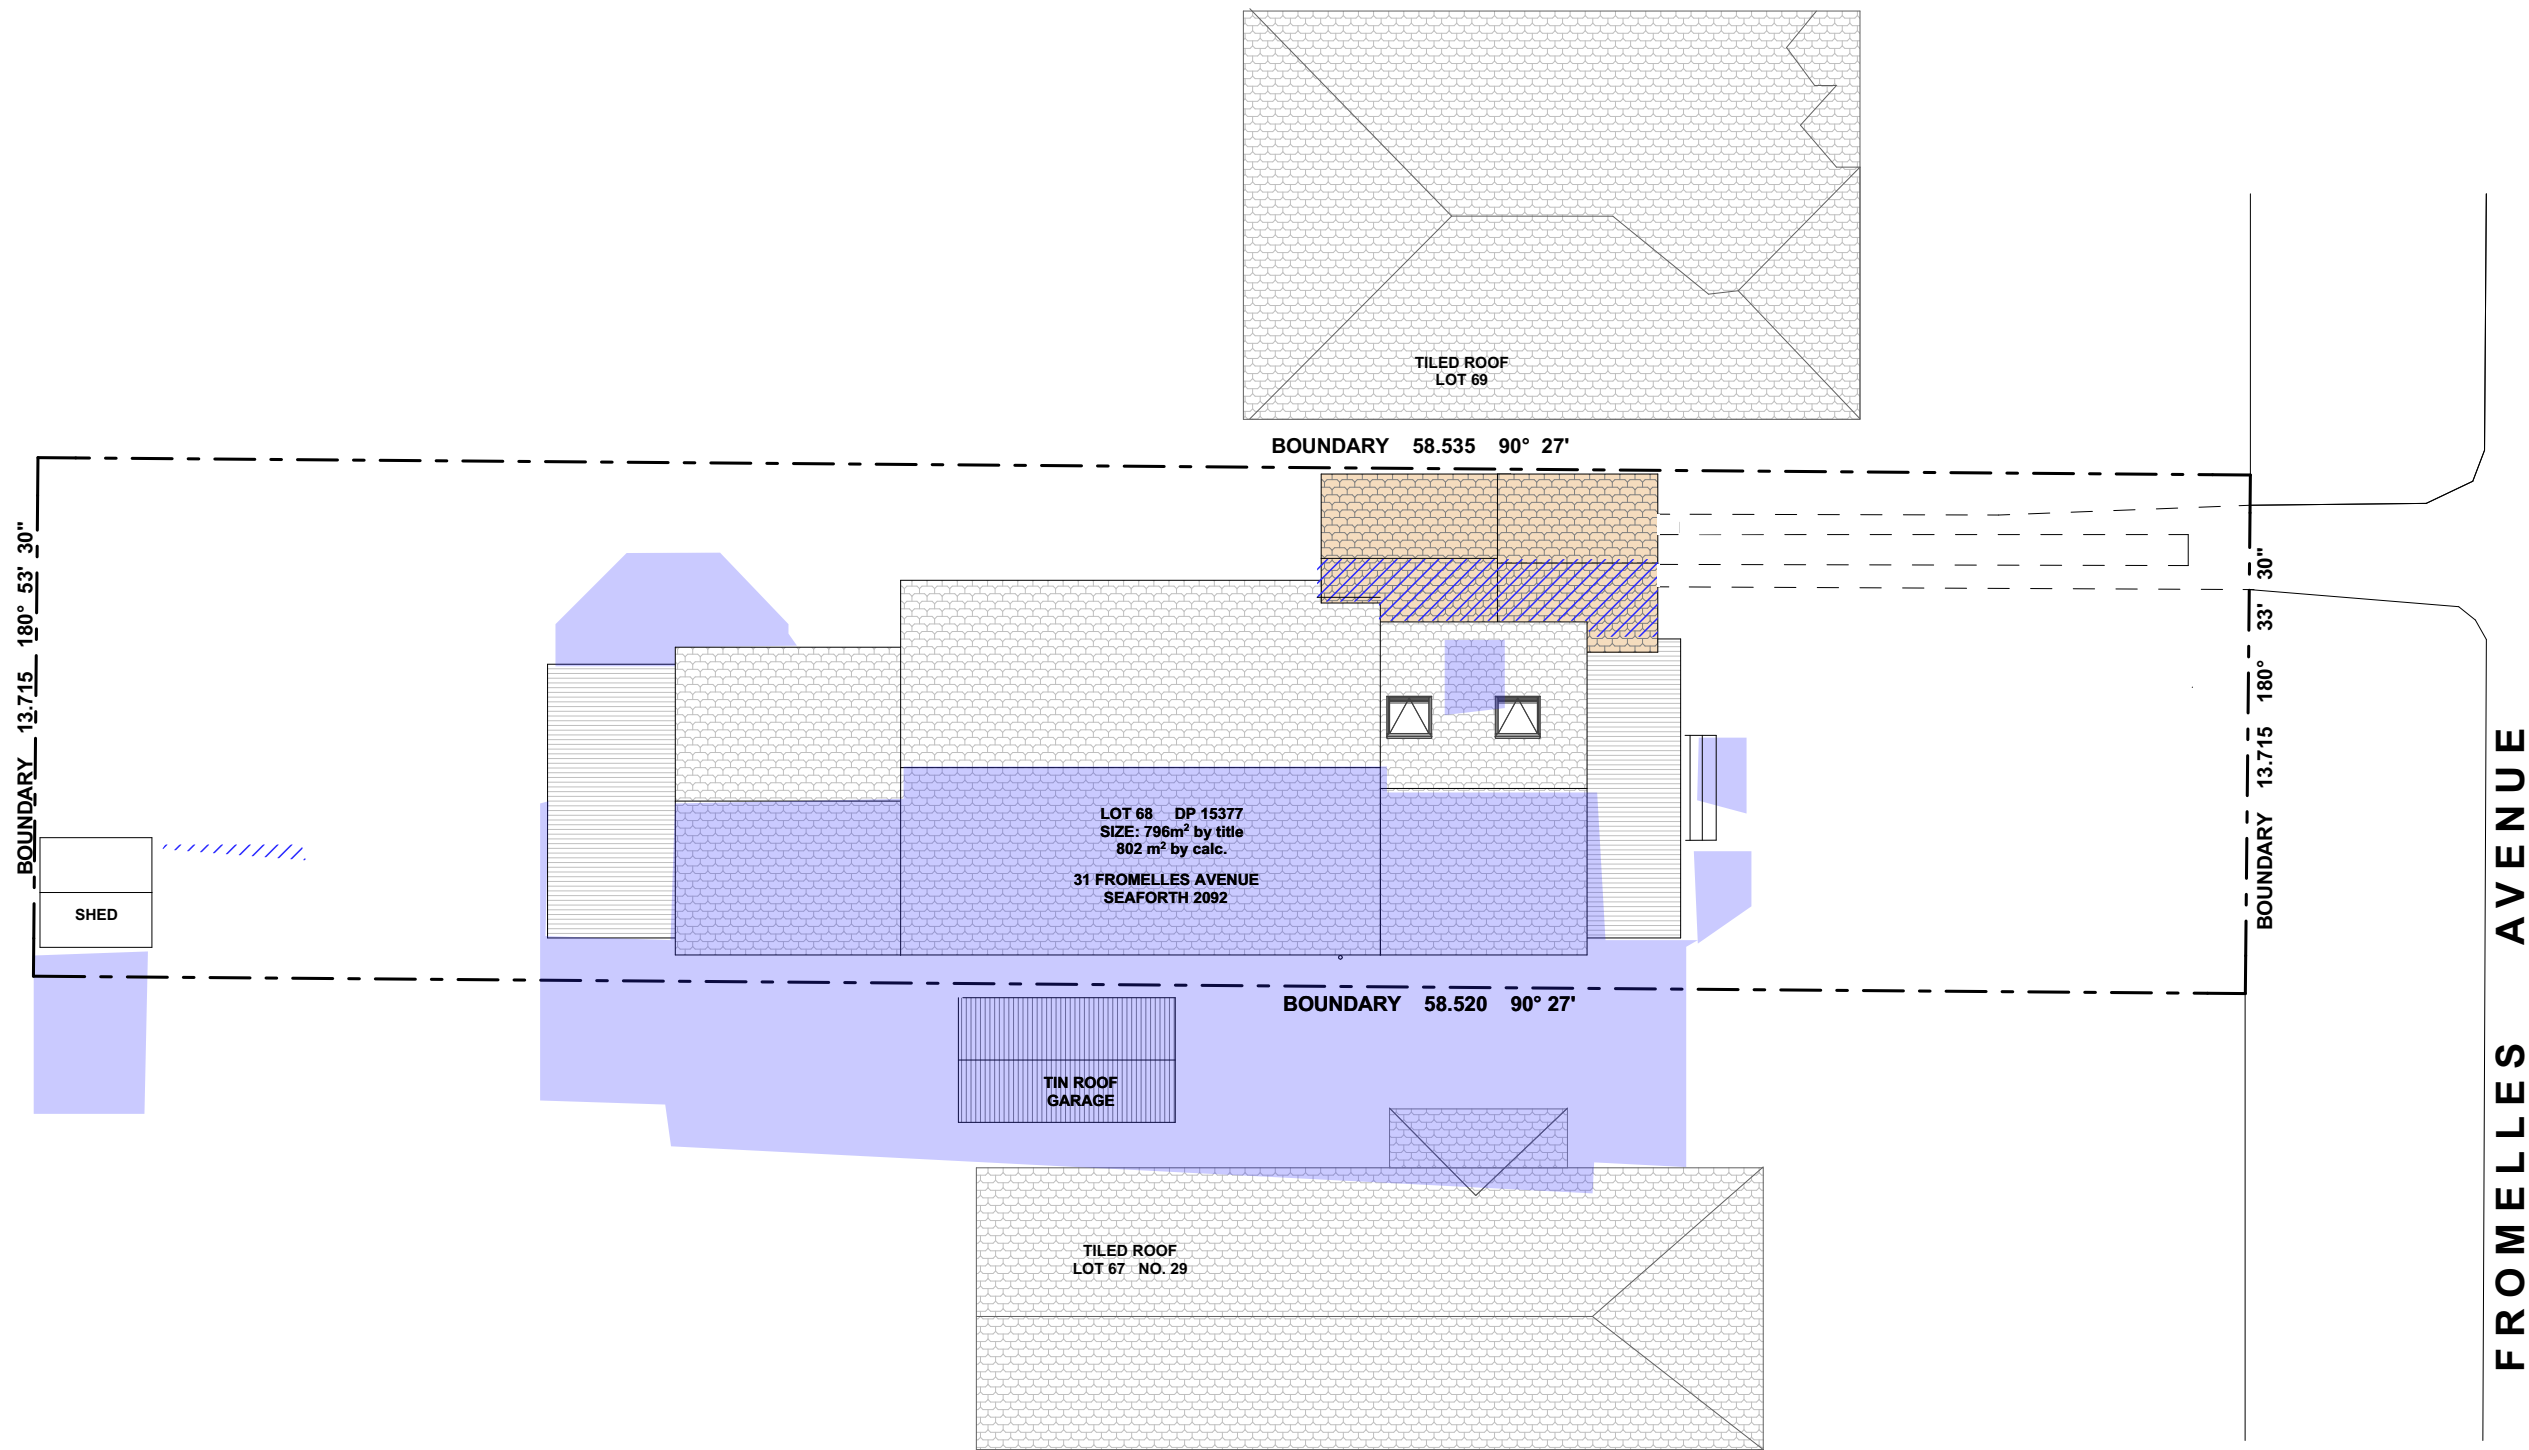 TILED ROOF
LOT 69
BOUNDARY 58.535 90° 27'
BOUNDARY 13.715 180° 53' 30"
BOUNDARY 13.715 180° 33' 30"
LOT 68 DP 15377
SIZE: 796m² by title
802 m² by calc.
31 FROMELLES AVENUE
SEAFORTH 2092
SHED
BOUNDARY 58.520 90° 27'
TIN ROOF
GARAGE
TILED ROOF
LOT 67 NO. 29
FROMELLES AVENUE